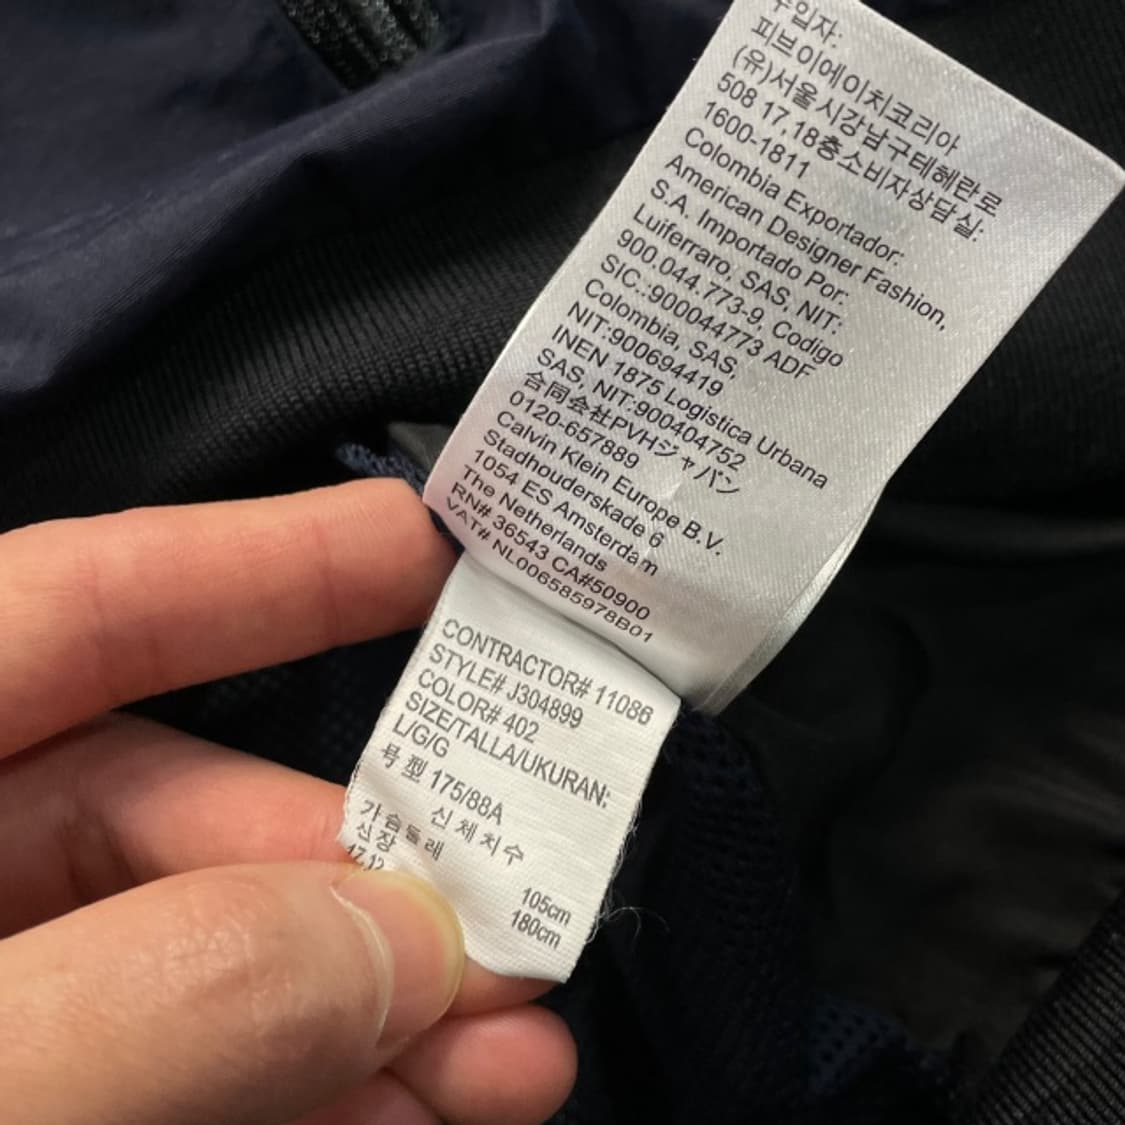 수입자:
피브이에이치코리아
(유)서울시강남구테헤란로
508 17,18층소비자상담실:
1600-1811
Colombia Exportador:
American Designer Fashion,
S.A. Importado Por:
Luiferraro, SAS, NIT:
900.044.773-9, Codigo
SIC.:900044773 ADF
Colombia, SAS,
NIT:900694419
INEN 1875 Logistica Urbana
SAS, NIT:900404752
合同会社PVHジャパン
0120-657889
Calvin Klein Europe B.V.
Stadhouderskade 6
1054 ES Amsterdam
The Netherlands
RN# 36543 CA#50900
VAT# NL006585978B01
CONTRACTOR# 11086
STYLE# J304899
COLOR# 402
SIZE/TALLA/UKURAN:
L/G/G
号型 175/88A
신체치수
가슴둘레 105cm
신장 180cm
17.12